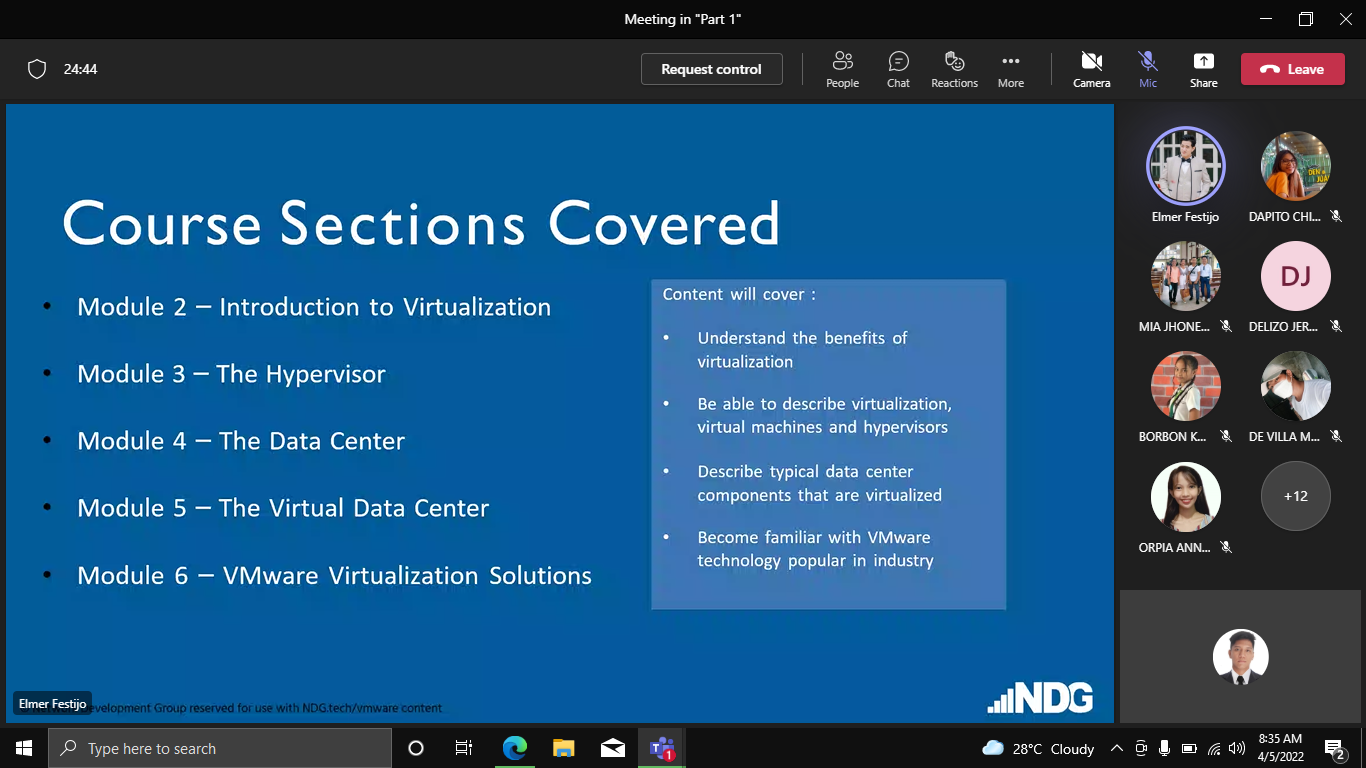 Meeting in "Part 1"
24:44
Request control
People
Chat
Reactions
More
Camera
Mic
Share
Leave
Course Sections Covered
• Module 2 – Introduction to Virtualization
• Module 3 – The Hypervisor
• Module 4 – The Data Center
• Module 5 – The Virtual Data Center
• Module 6 – VMware Virtualization Solutions
Content will cover :
• Understand the benefits of
virtualization
• Be able to describe virtualization,
virtual machines and hypervisors
• Describe typical data center
components that are virtualized
• Become familiar with VMware
technology popular in industry
Elmer Festijo
evelopment Group reserved for use with NDG.tech/vmware content
NDG
Elmer Festijo
DAPITO CHI...
MIA JHONE...
DJ
DELIZO JER...
BORBON K...
DE VILLA M...
ORPIA ANN...
+12
Type here to search
1
28°C Cloudy
8:35 AM
4/5/2022
2